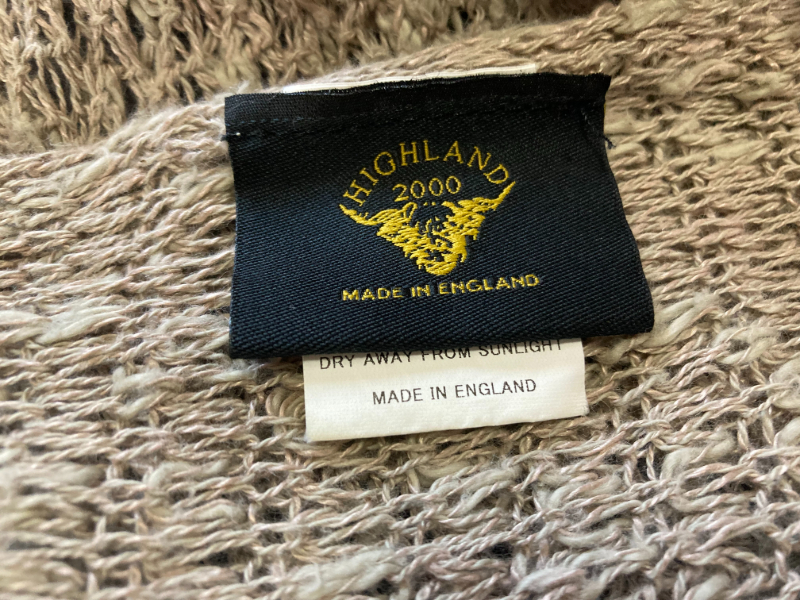 HIGHLAND
2000
MADE IN ENGLAND
DRY AWAY FROM SUNLIGHT
MADE IN ENGLAND